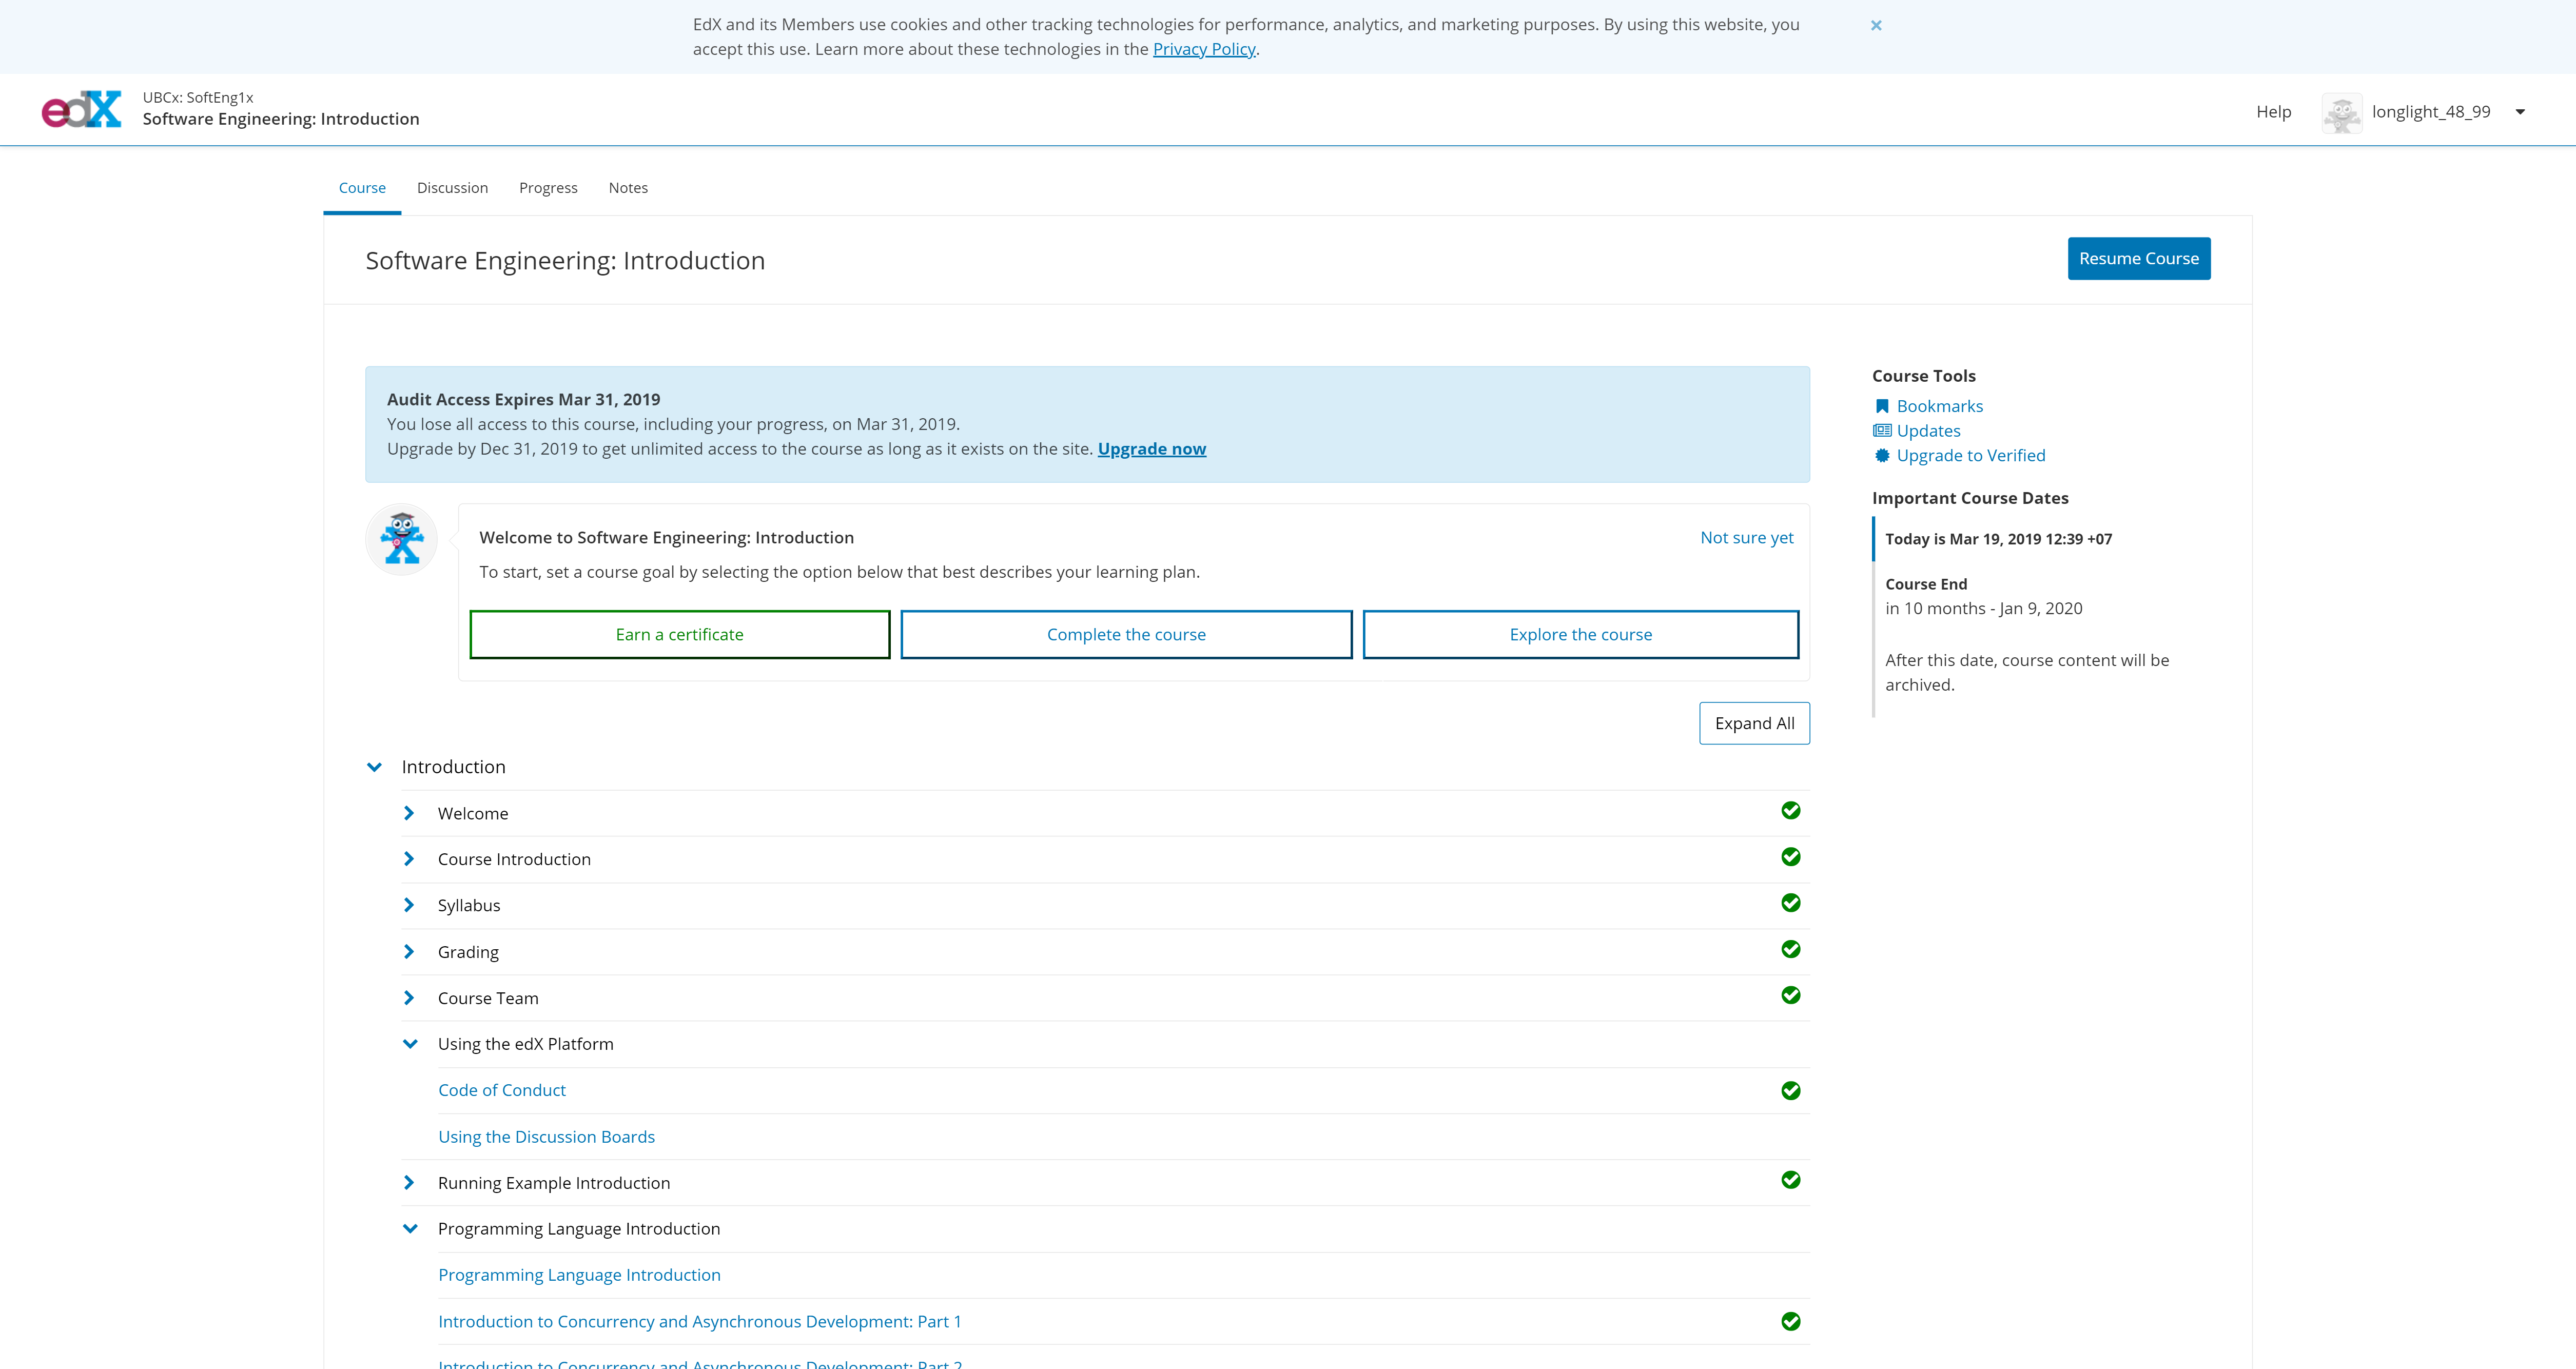 EdX and its Members use cookies and other tracking technologies for performance, analytics, and marketing purposes. By using this website, you
accept this use. Learn more about these technologies in the Privacy Policy.
edX
UBCx: SoftEng1x
Software Engineering: Introduction
Help
longlight_48_99
Course
Discussion
Progress
Notes
Software Engineering: Introduction
Resume Course
Audit Access Expires Mar 31, 2019
You lose all access to this course, including your progress, on Mar 31, 2019.
Upgrade by Dec 31, 2019 to get unlimited access to the course as long as it exists on the site. Upgrade now
Welcome to Software Engineering: Introduction
Not sure yet
To start, set a course goal by selecting the option below that best describes your learning plan.
Earn a certificate
Complete the course
Explore the course
Expand All
Introduction
Welcome
Course Introduction
Syllabus
Grading
Course Team
Using the edX Platform
Code of Conduct
Using the Discussion Boards
Running Example Introduction
Programming Language Introduction
Programming Language Introduction
Introduction to Concurrency and Asynchronous Development: Part 1
Introduction to Concurrency and Asynchronous Development: Part 2
Course Tools
Bookmarks
Updates
Upgrade to Verified
Important Course Dates
Today is Mar 19, 2019 12:39 +07
Course End
in 10 months - Jan 9, 2020
After this date, course content will be
archived.